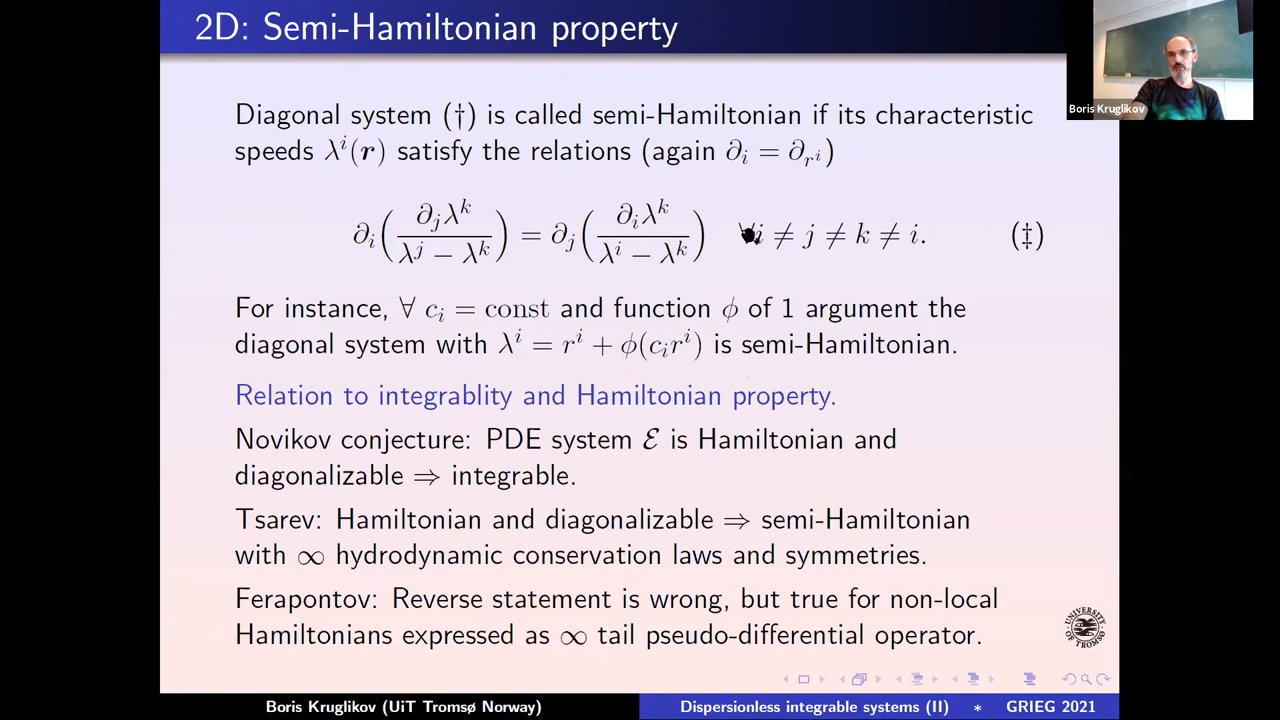 2D: Semi-Hamiltonian property
Boris Kruglikov
Diagonal system (†) is called semi-Hamiltonian if its characteristic
speeds λ^i(r) satisfy the relations (again ∂_i = ∂_{r^i})
∂_i(∂_jλ^k / (λ^j − λ^k)) = ∂_j(∂_iλ^k / (λ^i − λ^k)) ∀i ≠ j ≠ k ≠ i. (‡)
For instance, ∀ c_i = const and function ϕ of 1 argument the
diagonal system with λ^i = r^i + ϕ(c_i r^i) is semi-Hamiltonian.
Relation to integrablity and Hamiltonian property.
Novikov conjecture: PDE system ℰ is Hamiltonian and
diagonalizable ⇒ integrable.
Tsarev: Hamiltonian and diagonalizable ⇒ semi-Hamiltonian
with ∞ hydrodynamic conservation laws and symmetries.
Ferapontov: Reverse statement is wrong, but true for non-local
Hamiltonians expressed as ∞ tail pseudo-differential operator.
UNIVERSITY OF TROMSØ
Boris Kruglikov (UiT Tromsø Norway)
Dispersionless integrable systems (II) * GRIEG 2021